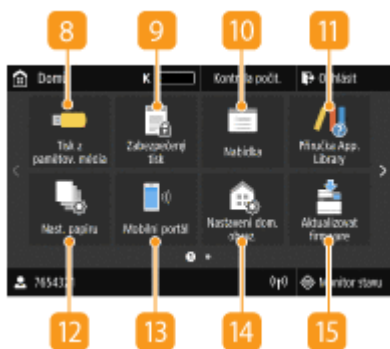 8 9 10 11
Domů K Kontrola počit. Odhlásit
Tisk z
paměťov. média
Zabezpečený
tisk
Nabídka
Příručka App.
Library
Nast. papíru
Mobilní portál
Nastavení dom.
obraz.
Aktualizovat
firmware
7654321 Monitor stavu
12 13 14 15